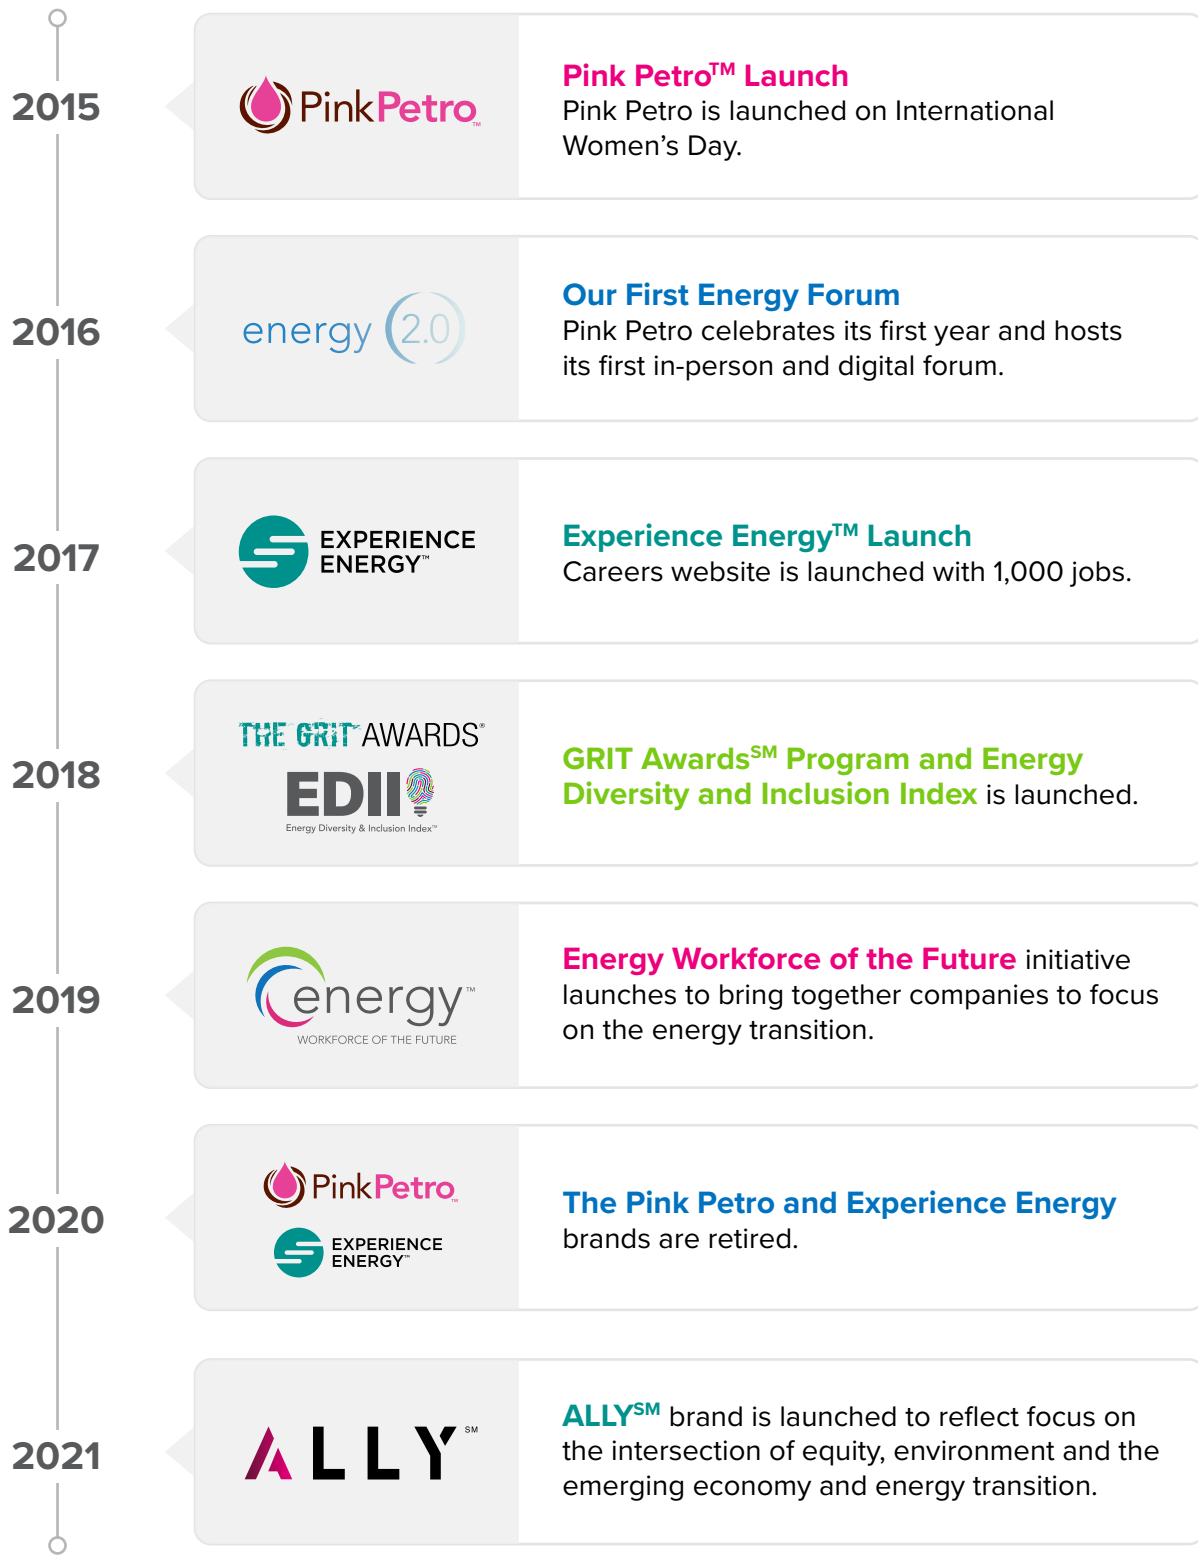 2015
PinkPetro™
Pink Petro™ Launch
Pink Petro is launched on International
Women’s Day.
2016
energy (2.0)
Our First Energy Forum
Pink Petro celebrates its first year and hosts
its first in-person and digital forum.
2017
EXPERIENCE
ENERGY™
Experience Energy™ Launch
Careers website is launched with 1,000 jobs.
2018
THE GRIT AWARDS®
EDII
Energy Diversity & Inclusion Index™
GRIT Awards℠ Program and Energy
Diversity and Inclusion Index is launched.
2019
energy™
WORKFORCE OF THE FUTURE
Energy Workforce of the Future initiative
launches to bring together companies to focus
on the energy transition.
2020
PinkPetro™
EXPERIENCE
ENERGY™
The Pink Petro and Experience Energy
brands are retired.
2021
ALLY℠
ALLY℠ brand is launched to reflect focus on
the intersection of equity, environment and the
emerging economy and energy transition.